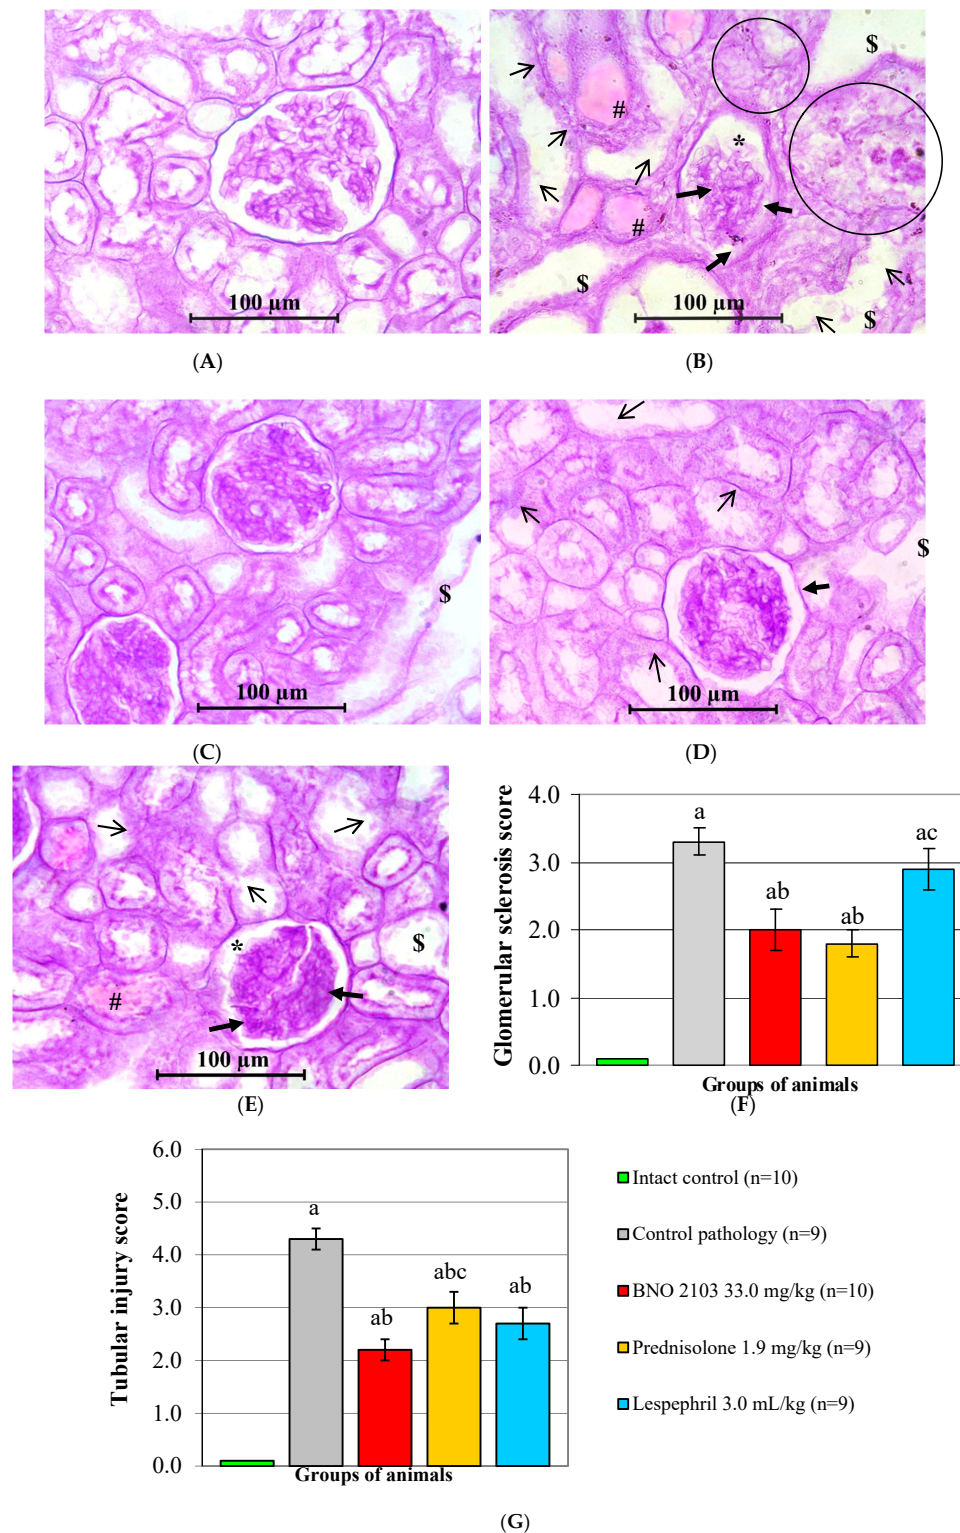 $
#
*
#
$
$
100 µm
100 µm
(A)
(B)
$
$
100 µm
100 µm
(C)
(D)
*
$
#
100 µm
(E)
Glomerular sclerosis score
4.0
3.0
2.0
1.0
0.0
a
ab
ab
ac
Groups of animals
(F)
Tubular injury score
6.0
5.0
4.0
3.0
2.0
1.0
0.0
a
ab
abc
ab
Groups of animals
Intact control (n=10)
Control pathology (n=9)
BNO 2103 33.0 mg/kg (n=10)
Prednisolone 1.9 mg/kg (n=9)
Lespephril 3.0 mL/kg (n=9)
(G)